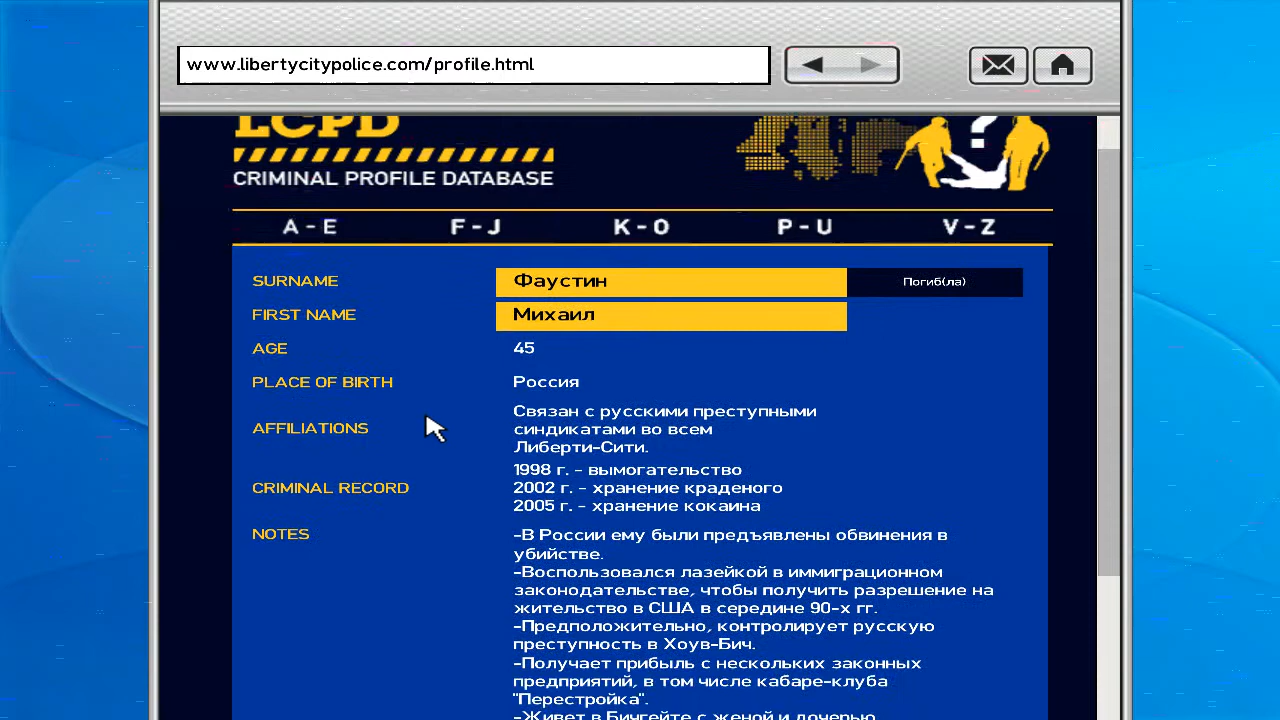 www.libertycitypolice.com/profile.html
LCPD
CRIMINAL PROFILE DATABASE
A - E F - J K - O P - U V - Z
SURNAME Фаустин Погиб(ла)
FIRST NAME Михаил
AGE 45
PLACE OF BIRTH Россия
AFFILIATIONS Связан с русскими преступными
синдикатами во всем
Либерти-Сити.
CRIMINAL RECORD 1998 г. - вымогательство
2002 г. - хранение краденого
2005 г. - хранение кокаина
NOTES -В России ему были предъявлены обвинения в
убийстве.
-Воспользовался лазейкой в иммиграционном
законодательстве, чтобы получить разрешение на
жительство в США в середине 90-х гг.
-Предположительно, контролирует русскую
преступность в Хоув-Бич.
-Получает прибыль с нескольких законных
предприятий, в том числе кабаре-клуба
"Перестройка".
-Живет в Бичгейте с женой и дочерью